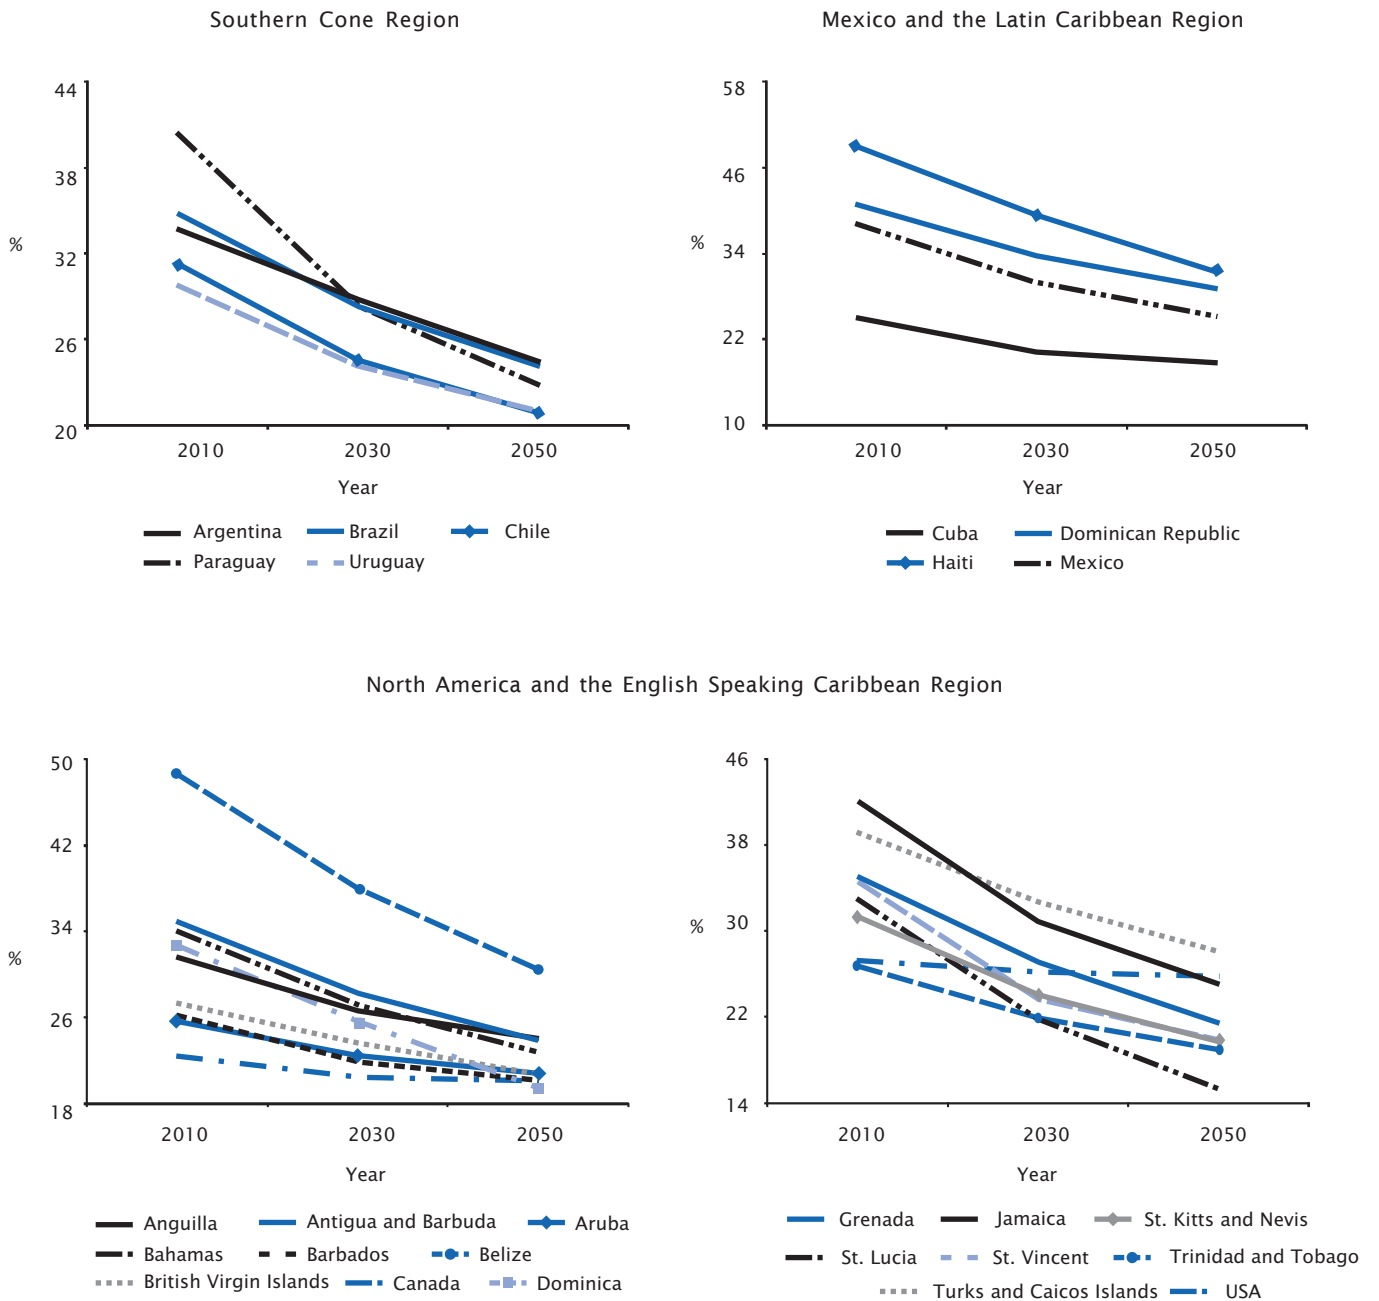 Southern Cone Region
44
38
%
32
26
20
2010 2030 2050
Year
Argentina Brazil Chile
Paraguay Uruguay
Mexico and the Latin Caribbean Region
58
46
%
34
22
10
2010 2030 2050
Year
Cuba Dominican Republic
Haiti Mexico
North America and the English Speaking Caribbean Region
50
42
34
%
26
18
2010 2030 2050
Year
Anguilla Antigua and Barbuda Aruba
Bahamas Barbados Belize
British Virgin Islands Canada Dominica
46
38
30
%
22
14
2010 2030 2050
Year
Grenada Jamaica St. Kitts and Nevis
St. Lucia St. Vincent Trinidad and Tobago
Turks and Caicos Islands USA